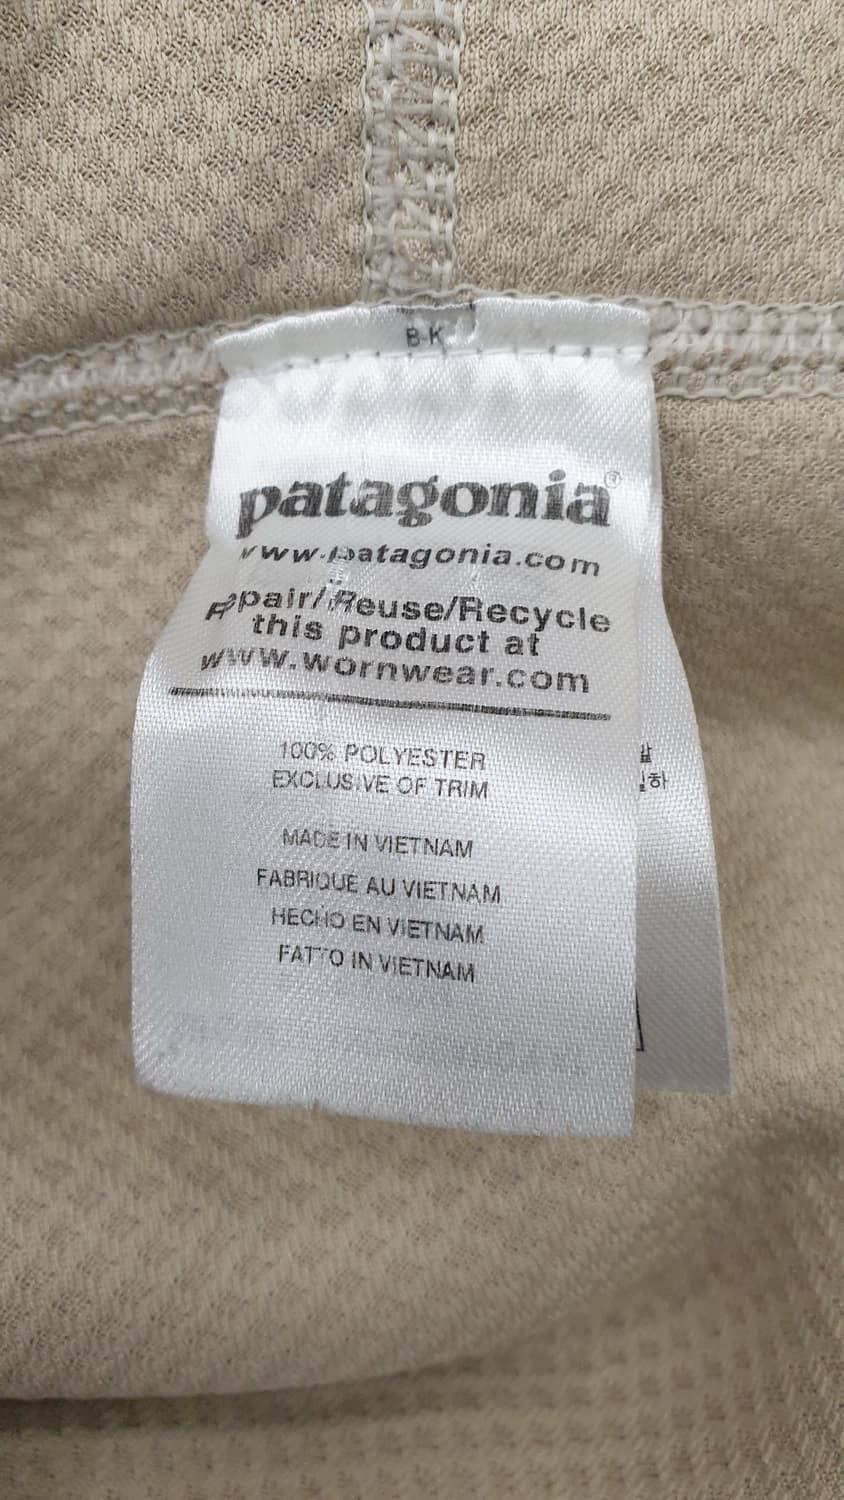 B-K
patagonia®
www.patagonia.com
Repair/Reuse/Recycle
this product at
www.wornwear.com
100% POLYESTER
EXCLUSIVE OF TRIM
MADE IN VIETNAM
FABRIQUE AU VIETNAM
HECHO EN VIETNAM
FATTO IN VIETNAM